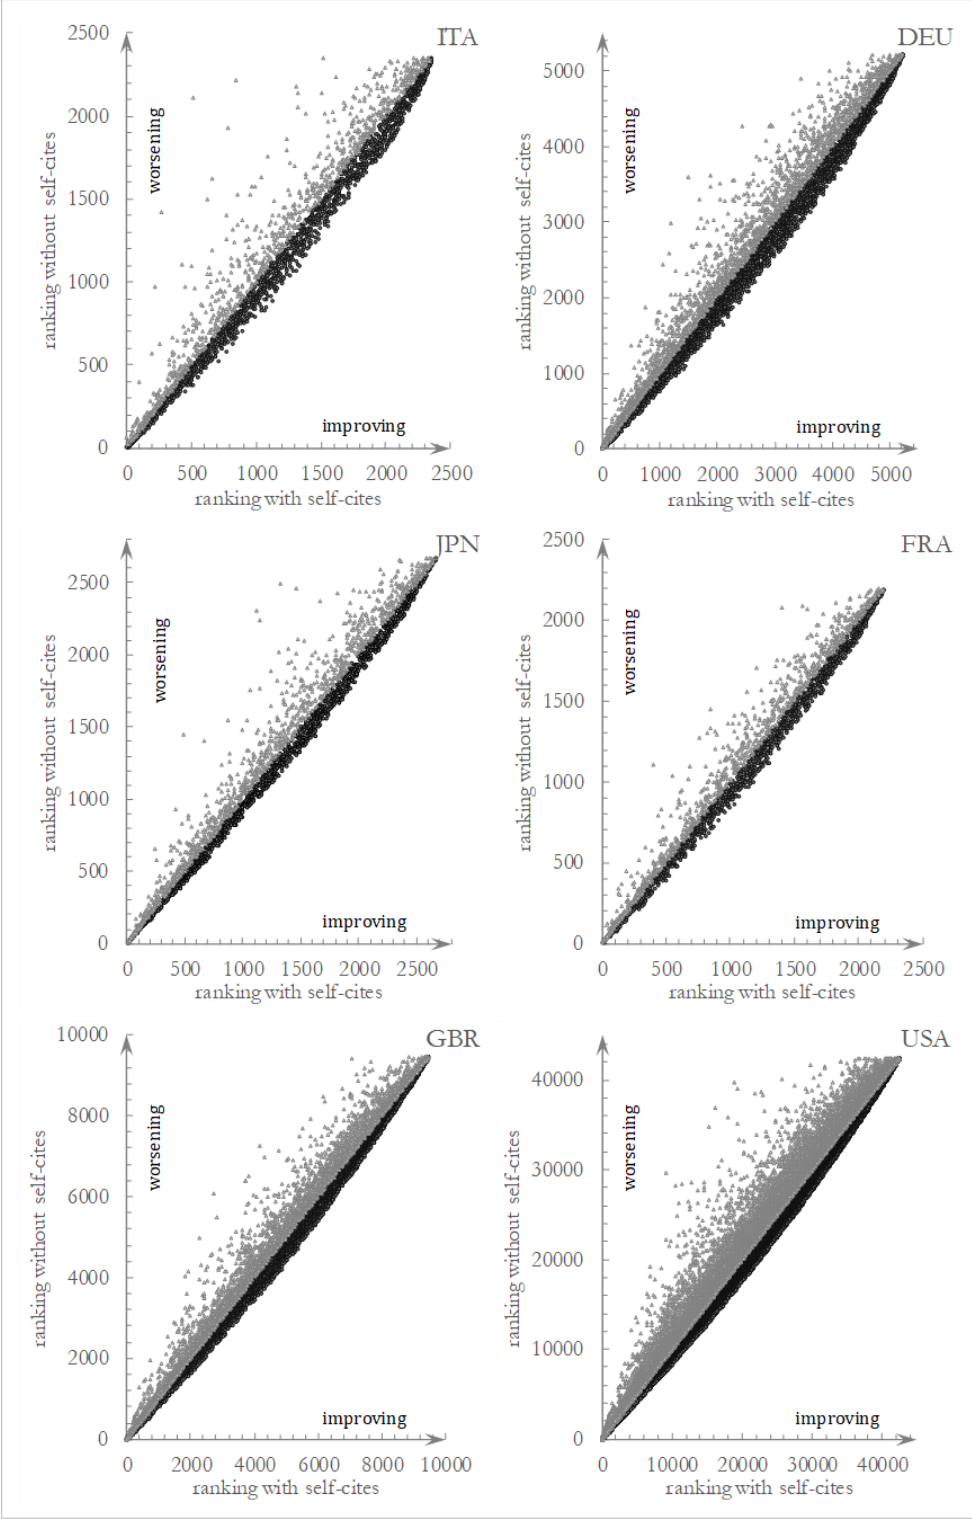 ITA
2500
2000
1500
1000
500
0
ranking without self-cites
worsening
improving
0 500 1000 1500 2000 2500
ranking with self-cites
DEU
5000
4000
3000
2000
1000
0
ranking without self-cites
worsening
improving
0 1000 2000 3000 4000 5000
ranking with self-cites
JPN
2500
2000
1500
1000
500
0
ranking without self-cites
worsening
improving
0 500 1000 1500 2000 2500
ranking with self-cites
FRA
2500
2000
1500
1000
500
0
ranking without self-cites
worsening
improving
0 500 1000 1500 2000 2500
ranking with self-cites
GBR
10000
8000
6000
4000
2000
0
ranking without self-cites
worsening
improving
0 2000 4000 6000 8000 10000
ranking with self-cites
USA
40000
30000
20000
10000
0
ranking without self-cites
worsening
improving
0 10000 20000 30000 40000
ranking with self-cites